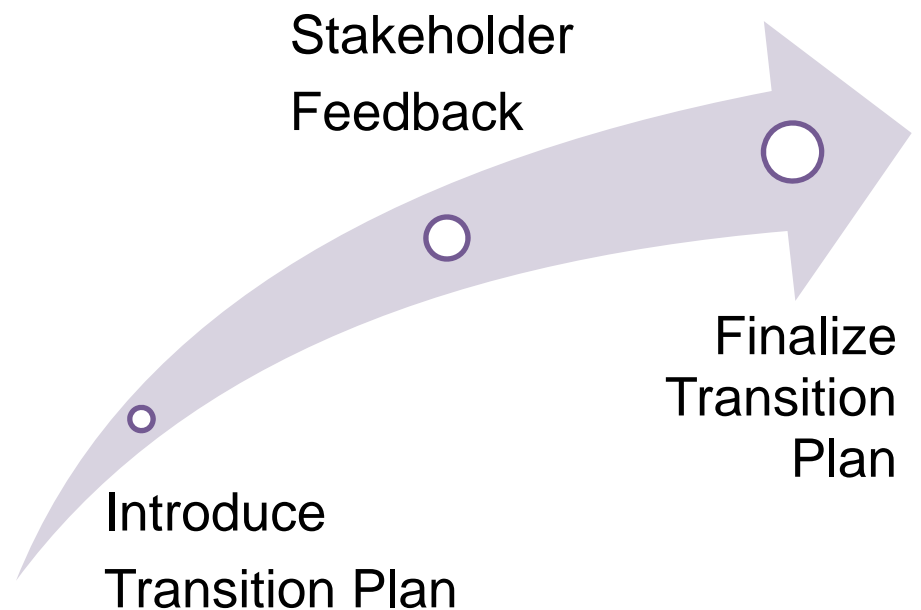 Stakeholder
Feedback
Finalize
Transition
Plan
Introduce
Transition Plan